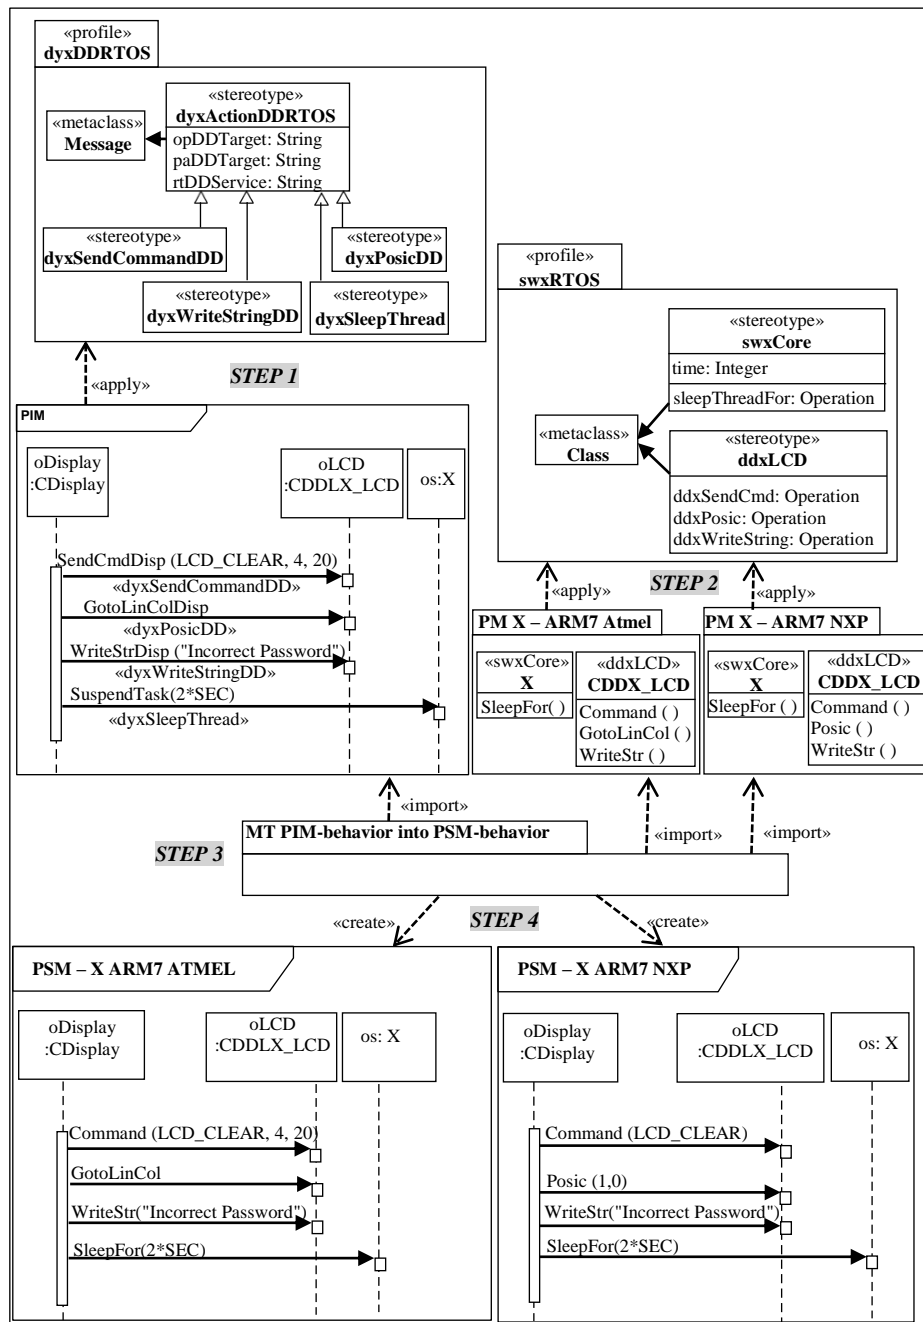 «profile»
dyxDDRTOS
«stereotype»
dyxActionDDRTOS
opDDTarget: String
paDDTarget: String
rtDDService: String
«metaclass»
Message
«stereotype»
dyxSendCommandDD
«stereotype»
dyxPosicDD
«stereotype»
dyxWriteStringDD
«stereotype»
dyxSleepThread
«apply»
STEP 1
«profile»
swxRTOS
«stereotype»
swxCore
time: Integer
sleepThreadFor: Operation
«metaclass»
Class
«stereotype»
ddxLCD
ddxSendCmd: Operation
ddxPosic: Operation
ddxWriteString: Operation
STEP 2
«apply»
«apply»
PIM
oDisplay
:CDisplay
oLCD
:CDDLX_LCD
os:X
SendCmdDisp (LCD_CLEAR, 4, 20)
«dyxSendCommandDD»
GotoLinColDisp
«dyxPosicDD»
WriteStrDisp ("Incorrect Password")
«dyxWriteStringDD»
SuspendTask(2*SEC)
«dyxSleepThread»
PM X – ARM7 Atmel
«swxCore»
X
SleepFor( )
«ddxLCD»
CDDX_LCD
Command ( )
GotoLinCol ( )
WriteStr ( )
PM X – ARM7 NXP
«swxCore»
X
SleepFor ( )
«ddxLCD»
CDDX_LCD
Command ( )
Posic ( )
WriteStr ( )
«import»
«import»
«import»
MT PIM-behavior into PSM-behavior
STEP 3
STEP 4
«create»
«create»
PSM – X ARM7 ATMEL
oDisplay
:CDisplay
oLCD
:CDDLX_LCD
os: X
Command (LCD_CLEAR, 4, 20)
GotoLinCol
WriteStr("Incorrect Password")
SleepFor(2*SEC)
PSM – X ARM7 NXP
oDisplay
:CDisplay
oLCD
:CDDLX_LCD
os: X
Command (LCD_CLEAR)
Posic (1,0)
WriteStr("Incorrect Password")
SleepFor(2*SEC)